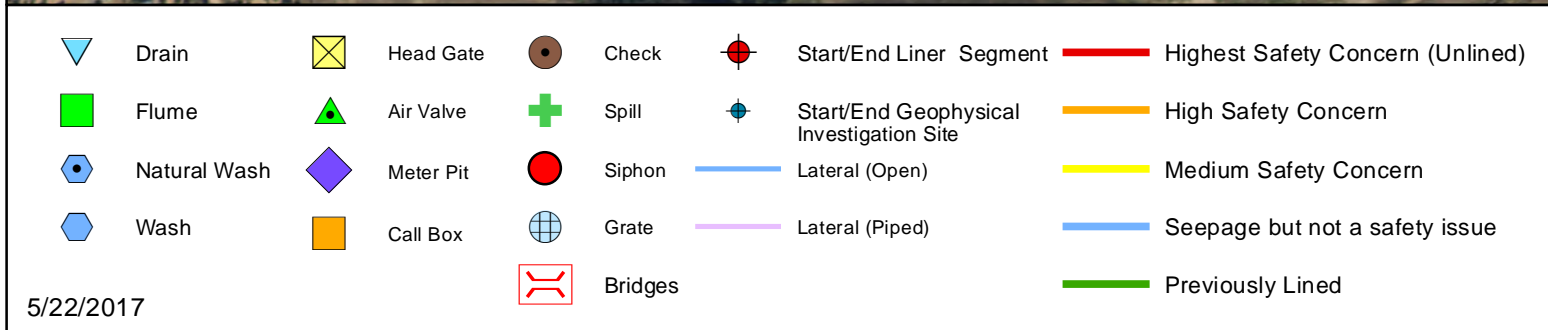 Drain
Flume
Natural Wash
Wash
Head Gate
Air Valve
Meter Pit
Call Box
Check
Spill
Siphon
Grate
Bridges
Start/End Liner Segment
Start/End Geophysical
Investigation Site
Lateral (Open)
Lateral (Piped)
Highest Safety Concern (Unlined)
High Safety Concern
Medium Safety Concern
Seepage but not a safety issue
Previously Lined
5/22/2017